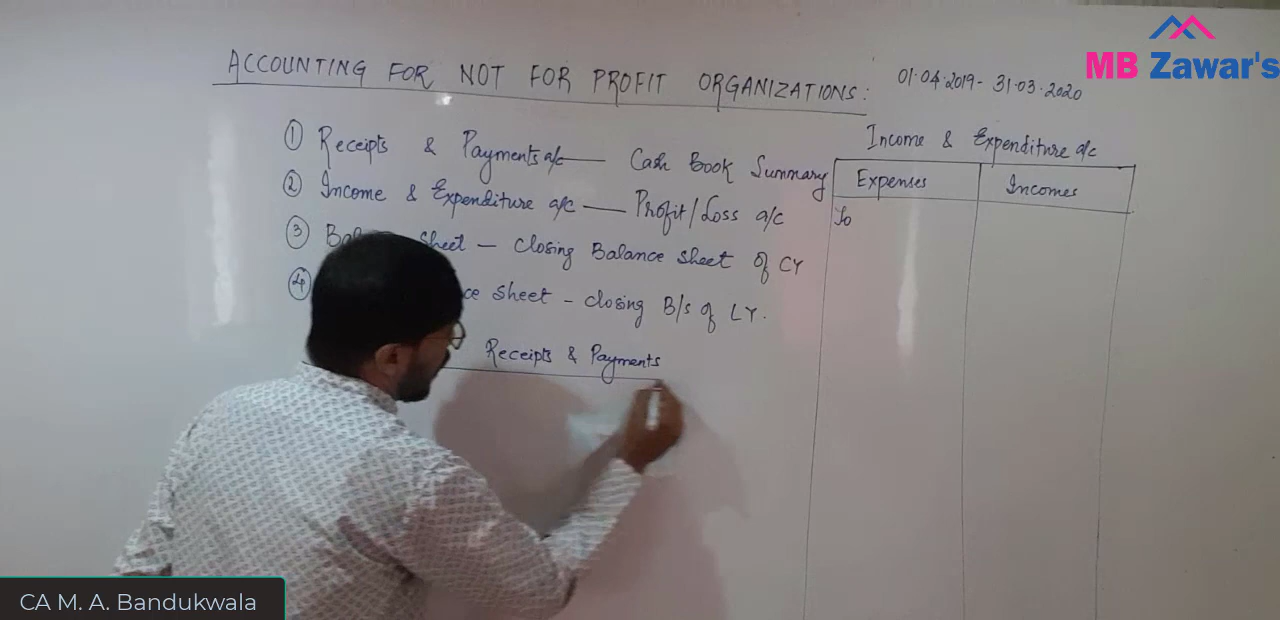 MB Zawar's
ACCOUNTING FOR NOT FOR PROFIT ORGANIZATIONS:
01.04.2019 - 31.03.2020
① Receipts & Payments a/c — Cash Book Summary
② Income & Expenditure a/c — Profit/Loss a/c
③ Balance Sheet - Closing Balance Sheet of CY
④ Sheet - Closing B/s of LY.
Receipts & Payments
Income & Expenditure a/c
Expenses Incomes
To
CA M. A. Bandukwala